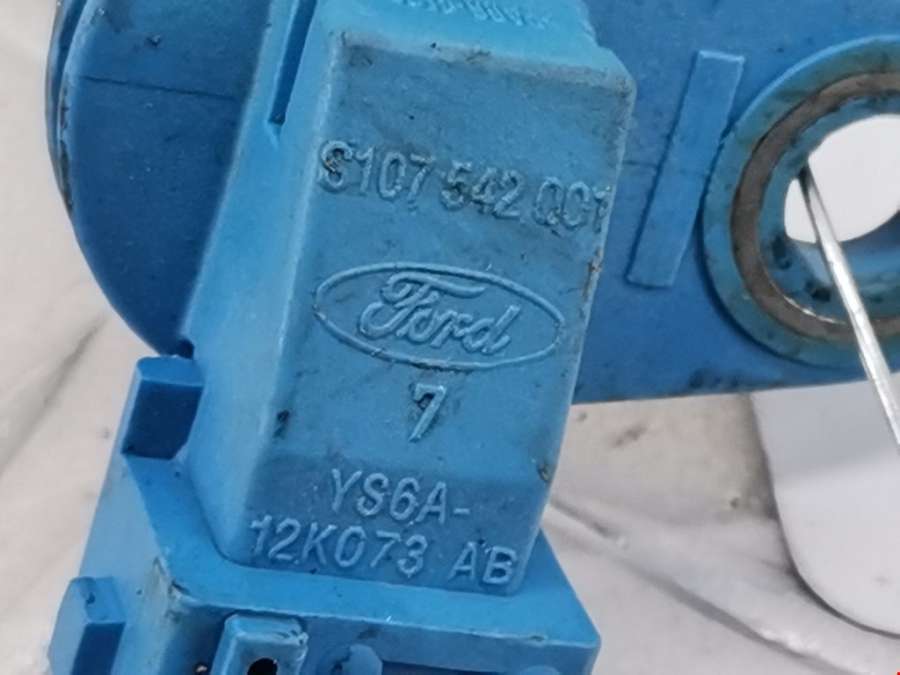 S107 542 001
Ford
7
YS6A-
12K073 AB